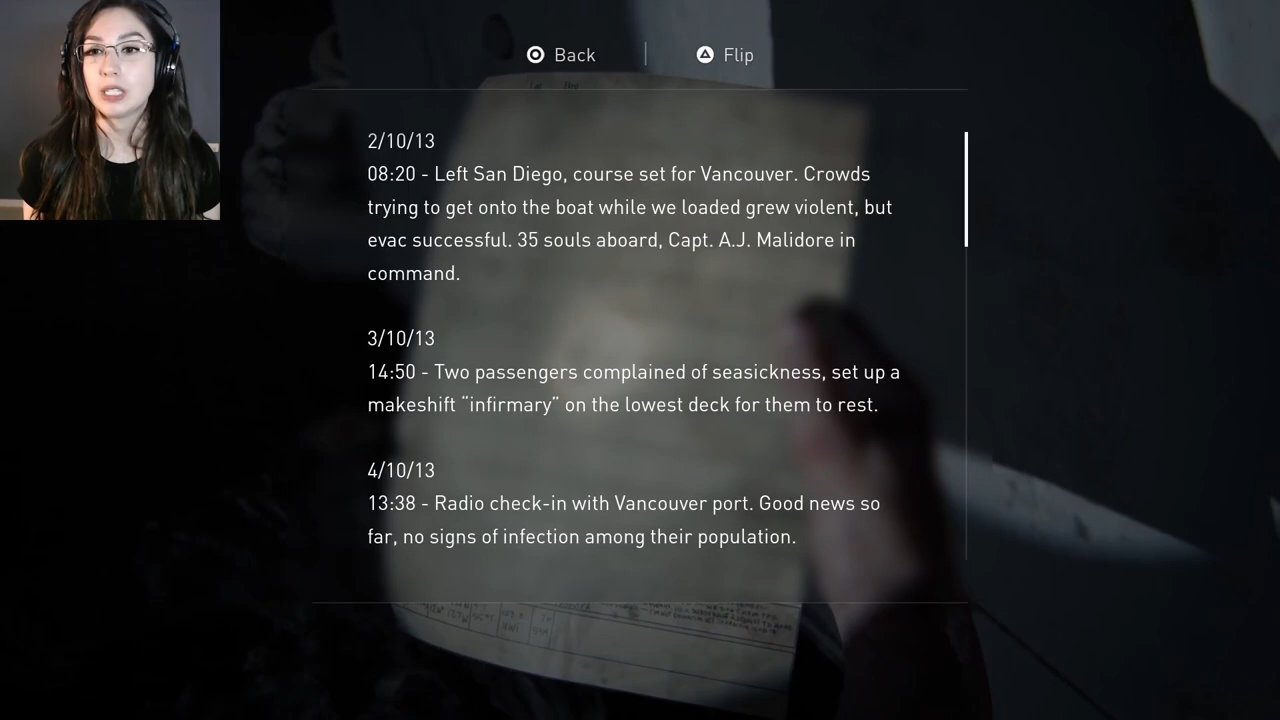 Back
Flip
2/10/13
08:20 - Left San Diego, course set for Vancouver. Crowds
trying to get onto the boat while we loaded grew violent, but
evac successful. 35 souls aboard, Capt. A.J. Malidore in
command.
3/10/13
14:50 - Two passengers complained of seasickness, set up a
makeshift “infirmary” on the lowest deck for them to rest.
4/10/13
13:38 - Radio check-in with Vancouver port. Good news so
far, no signs of infection among their population.